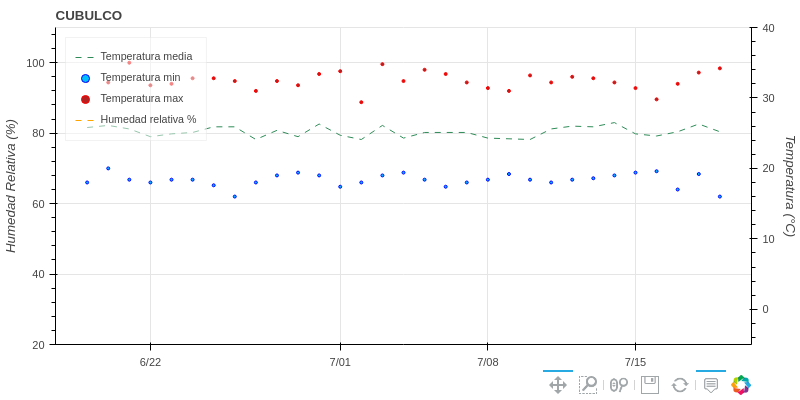 CUBULCO
Temperatura media
Temperatura min
Temperatura max
Humedad relativa %
100
80
60
40
20
Humedad Relativa (%)
40
30
20
10
0
Temperatura (°C)
6/22
7/01
7/08
7/15